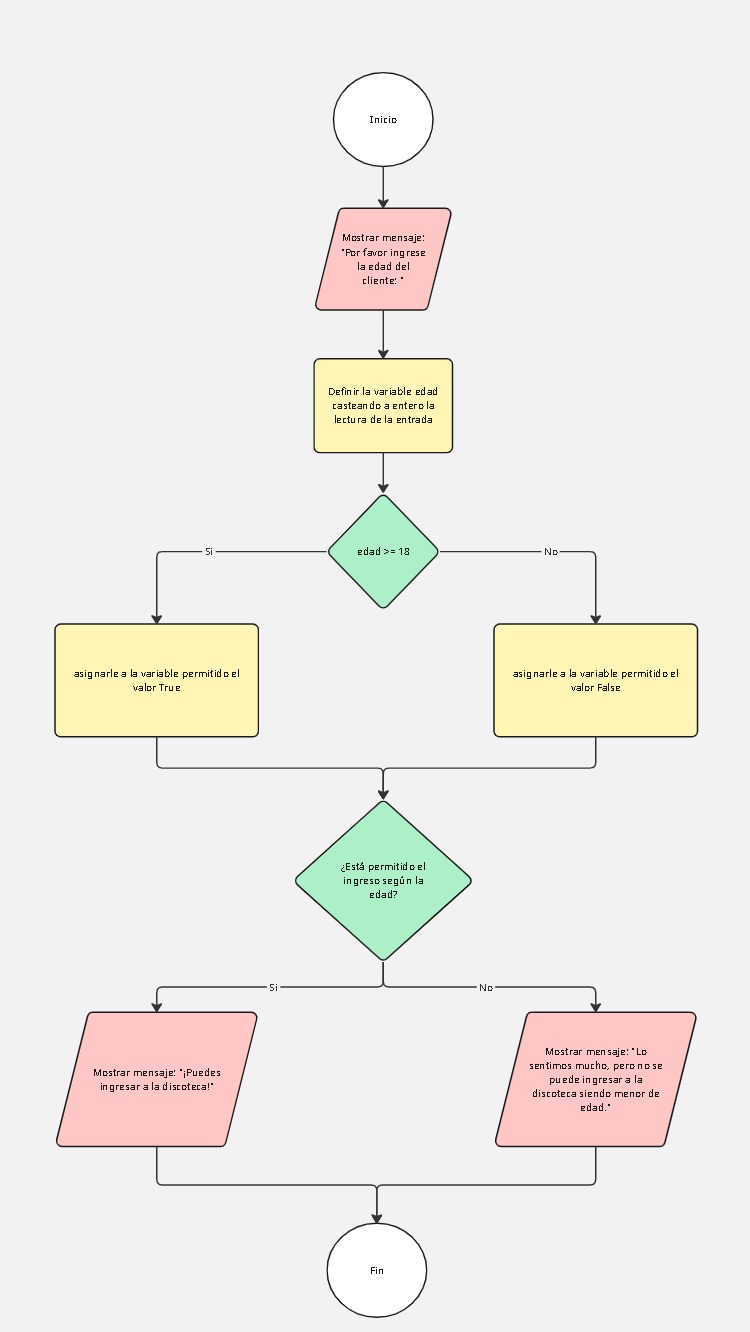 Inicio
Mostrar mensaje:
"Por favor ingrese
la edad del
cliente: "
Definir la variable edad
casteando a entero la
lectura de la entrada
edad >= 18
Si
No
asignarle a la variable permitido el
valor True
asignarle a la variable permitido el
valor False
¿Está permitido el
ingreso según la
edad?
Si
No
Mostrar mensaje: "¡Puedes
ingresar a la discoteca!"
Mostrar mensaje: "Lo
sentimos mucho, pero no se
puede ingresar a la
discoteca siendo menor de
edad."
Fin